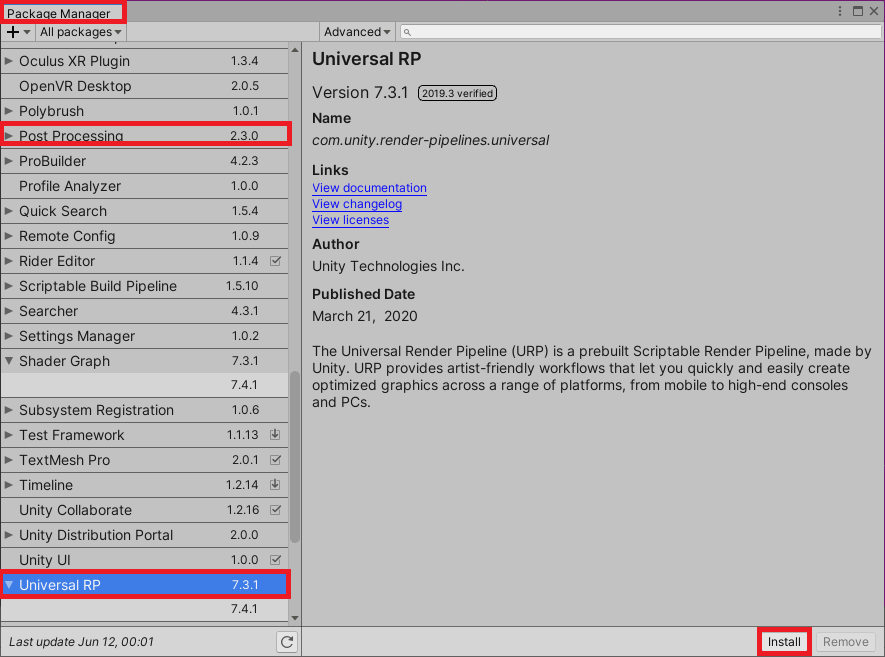 Package Manager
All packages
Advanced
Oculus XR Plugin 1.3.4
OpenVR Desktop 2.0.5
Polybrush 1.0.1
Post Processing 2.3.0
ProBuilder 4.2.3
Profile Analyzer 1.0.0
Quick Search 1.5.4
Remote Config 1.0.9
Rider Editor 1.1.4
Scriptable Build Pipeline 1.5.10
Searcher 4.3.1
Settings Manager 1.0.2
Shader Graph 7.3.1
7.4.1
Subsystem Registration 1.0.6
Test Framework 1.1.13
TextMesh Pro 2.0.1
Timeline 1.2.14
Unity Collaborate 1.2.16
Unity Distribution Portal 2.0.0
Unity UI 1.0.0
Universal RP 7.3.1
7.4.1
Last update Jun 12, 00:01
Universal RP
Version 7.3.1 2019.3 verified
Name
com.unity.render-pipelines.universal
Links
View documentation
View changelog
View licenses
Author
Unity Technologies Inc.
Published Date
March 21, 2020
The Universal Render Pipeline (URP) is a prebuilt Scriptable Render Pipeline, made by
Unity. URP provides artist-friendly workflows that let you quickly and easily create
optimized graphics across a range of platforms, from mobile to high-end consoles
and PCs.
Install Remove